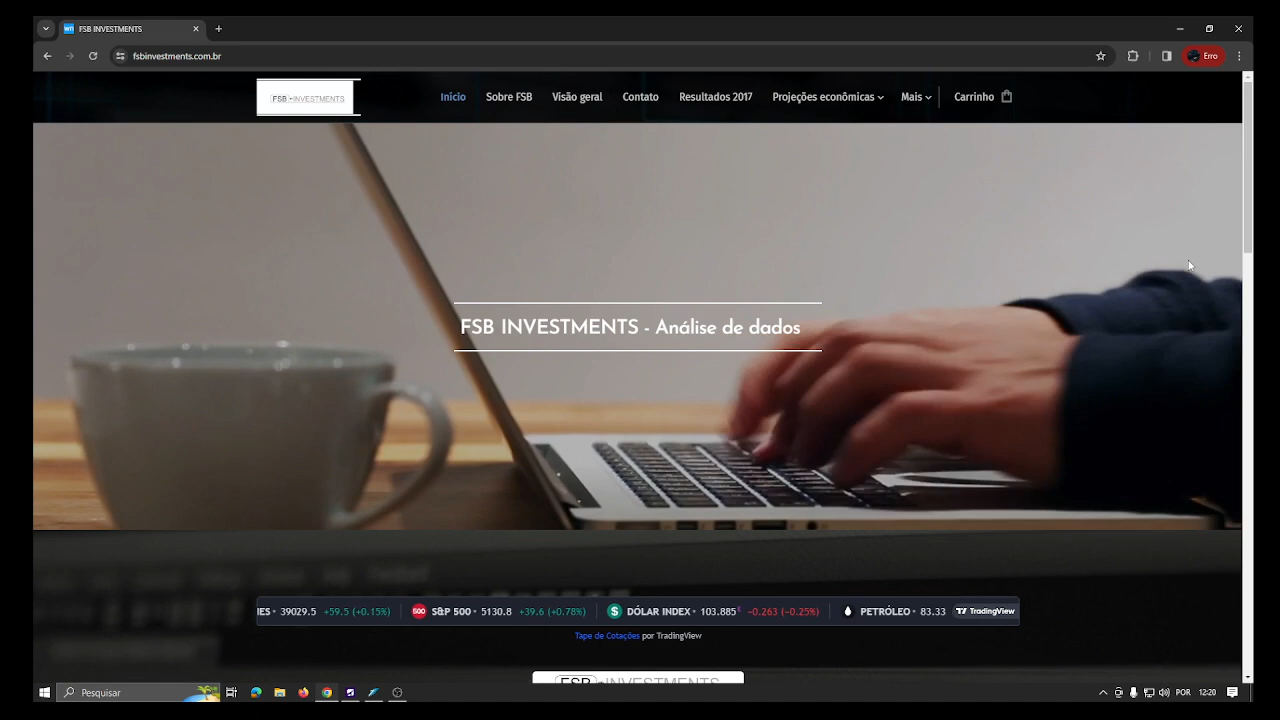 FSB INVESTMENTS
fsbinvestments.com.br
Erro
FSB INVESTMENTS
Início Sobre FSB Visão geral Contato Resultados 2017 Projeções econômicas Mais Carrinho
FSB INVESTMENTS - Análise de dados
IES 39029.5 +59.5 (+0.15%) 500 S&P 500 5130.8 +39.6 (+0.78%) $ DÓLAR INDEX 103.885 −0.263 (−0.25%) PETRÓLEO 83.33 TradingView
Tape de Cotações por TradingView
FSB INVESTMENTS
Pesquisar
POR 12:20